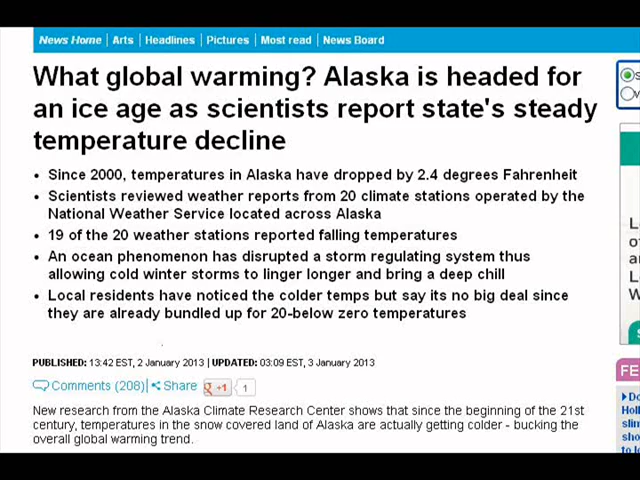 News Home | Arts | Headlines | Pictures | Most read | News Board
What global warming? Alaska is headed for
an ice age as scientists report state's steady
temperature decline
Since 2000, temperatures in Alaska have dropped by 2.4 degrees Fahrenheit
Scientists reviewed weather reports from 20 climate stations operated by the
National Weather Service located across Alaska
19 of the 20 weather stations reported falling temperatures
An ocean phenomenon has disrupted a storm regulating system thus
allowing cold winter storms to linger longer and bring a deep chill
Local residents have noticed the colder temps but say its no big deal since
they are already bundled up for 20-below zero temperatures
PUBLISHED: 13:42 EST, 2 January 2013 | UPDATED: 03:09 EST, 3 January 2013
Comments (208) | Share +1 1
New research from the Alaska Climate Research Center shows that since the beginning of the 21st
century, temperatures in the snow covered land of Alaska are actually getting colder - bucking the
overall global warming trend.
FE